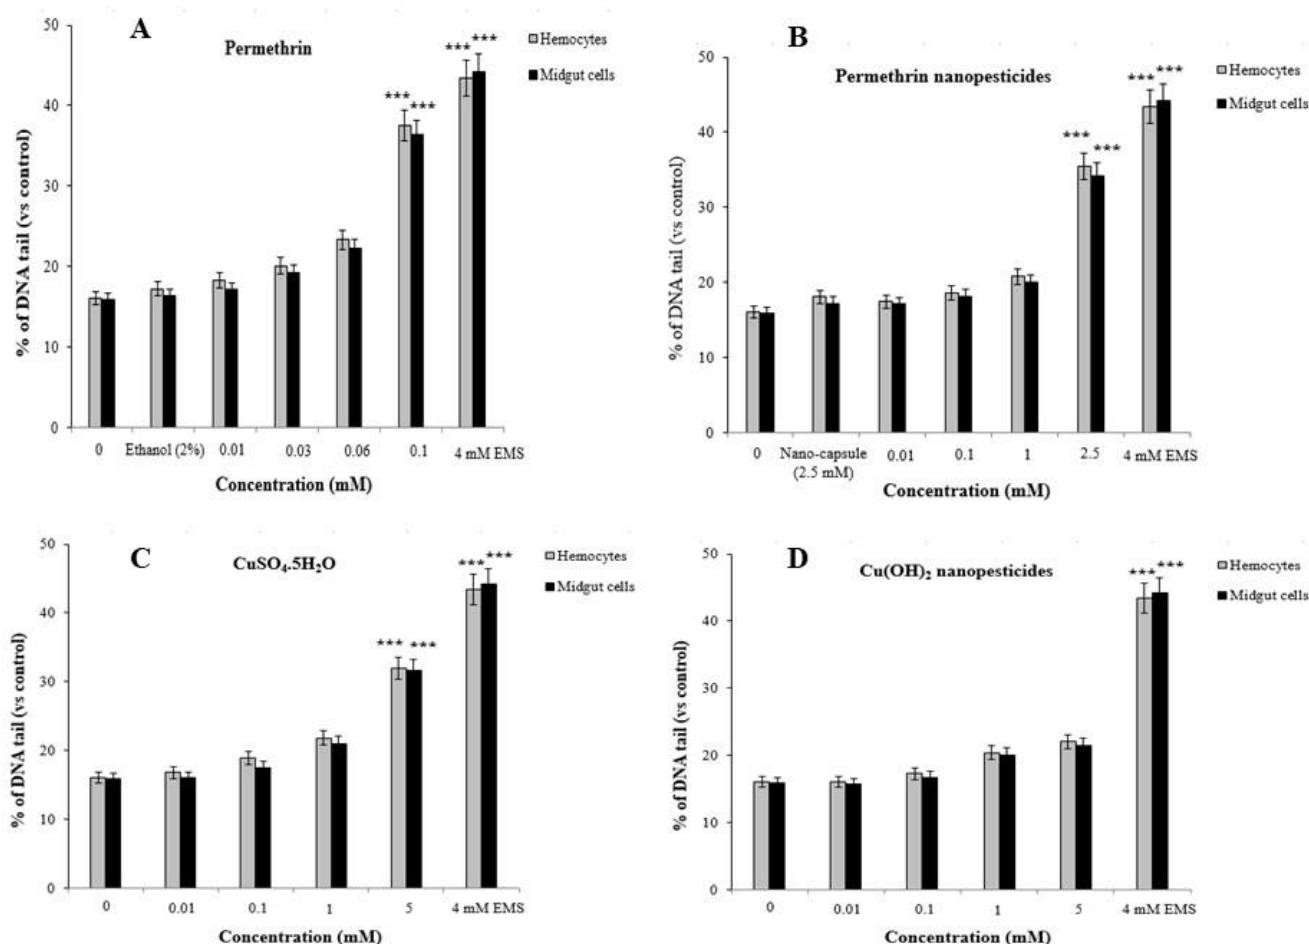 A
Permethrin
Hemocytes
Midgut cells
*** ***
*** ***
50
40
30
20
10
0
% of DNA tail (vs control)
0 Ethanol (2%) 0.01 0.03 0.06 0.1 4 mM EMS
Concentration (mM)
B
Permethrin nanopesticides
Hemocytes
Midgut cells
*** ***
*** ***
60
50
40
30
20
10
0
% of DNA tail (vs control)
0 Nano-capsule 0.01 0.1 1 2.5 4 mM EMS
(2.5 mM)
Concentration (mM)
C
CuSO₄.5H₂O
Hemocytes
Midgut cells
*** ***
*** ***
50
40
30
20
10
0
% of DNA tail (vs control)
0 0.01 0.1 1 5 4 mM EMS
Concentration (mM)
D
Cu(OH)₂ nanopesticides
Hemocytes
Midgut cells
*** ***
50
40
30
20
10
0
% of DNA tail (vs control)
0 0.01 0.1 1 5 4 mM EMS
Concentration (mM)